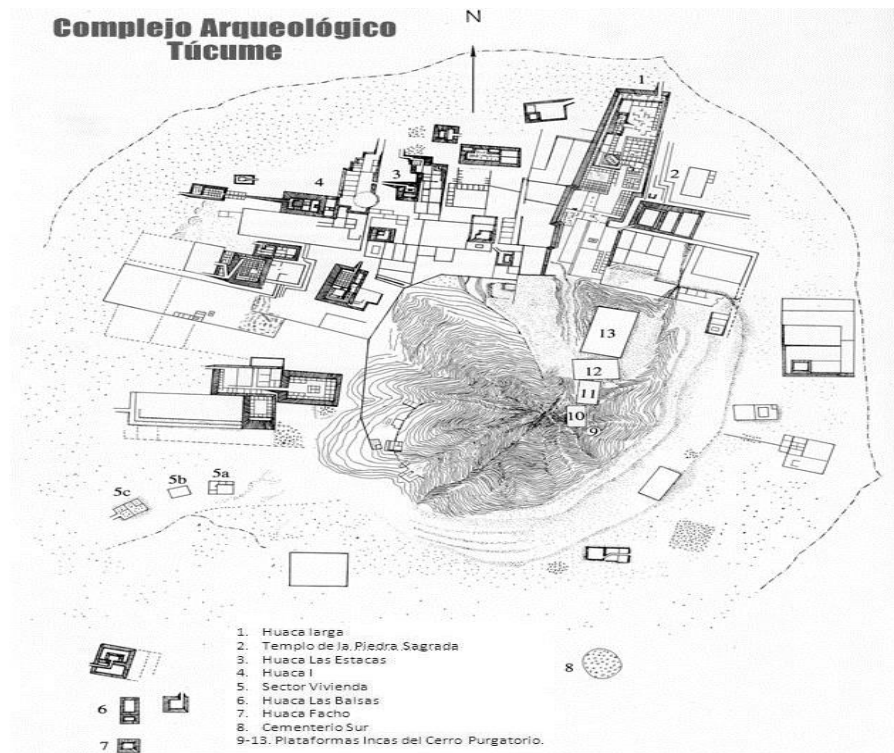 Complejo Arqueológico
Túcume
N
1
2
3
4
13
12
11
10
9
5a
5b
5c
8
6
7
1. Huaca larga
2. Templo de la Piedra Sagrada
3. Huaca Las Estacas
4. Huaca I
5. Sector Vivienda
6. Huaca Las Balsas
7. Huaca Facho
8. Cementerio Sur
9-13. Plataformas Incas del Cerro Purgatorio.